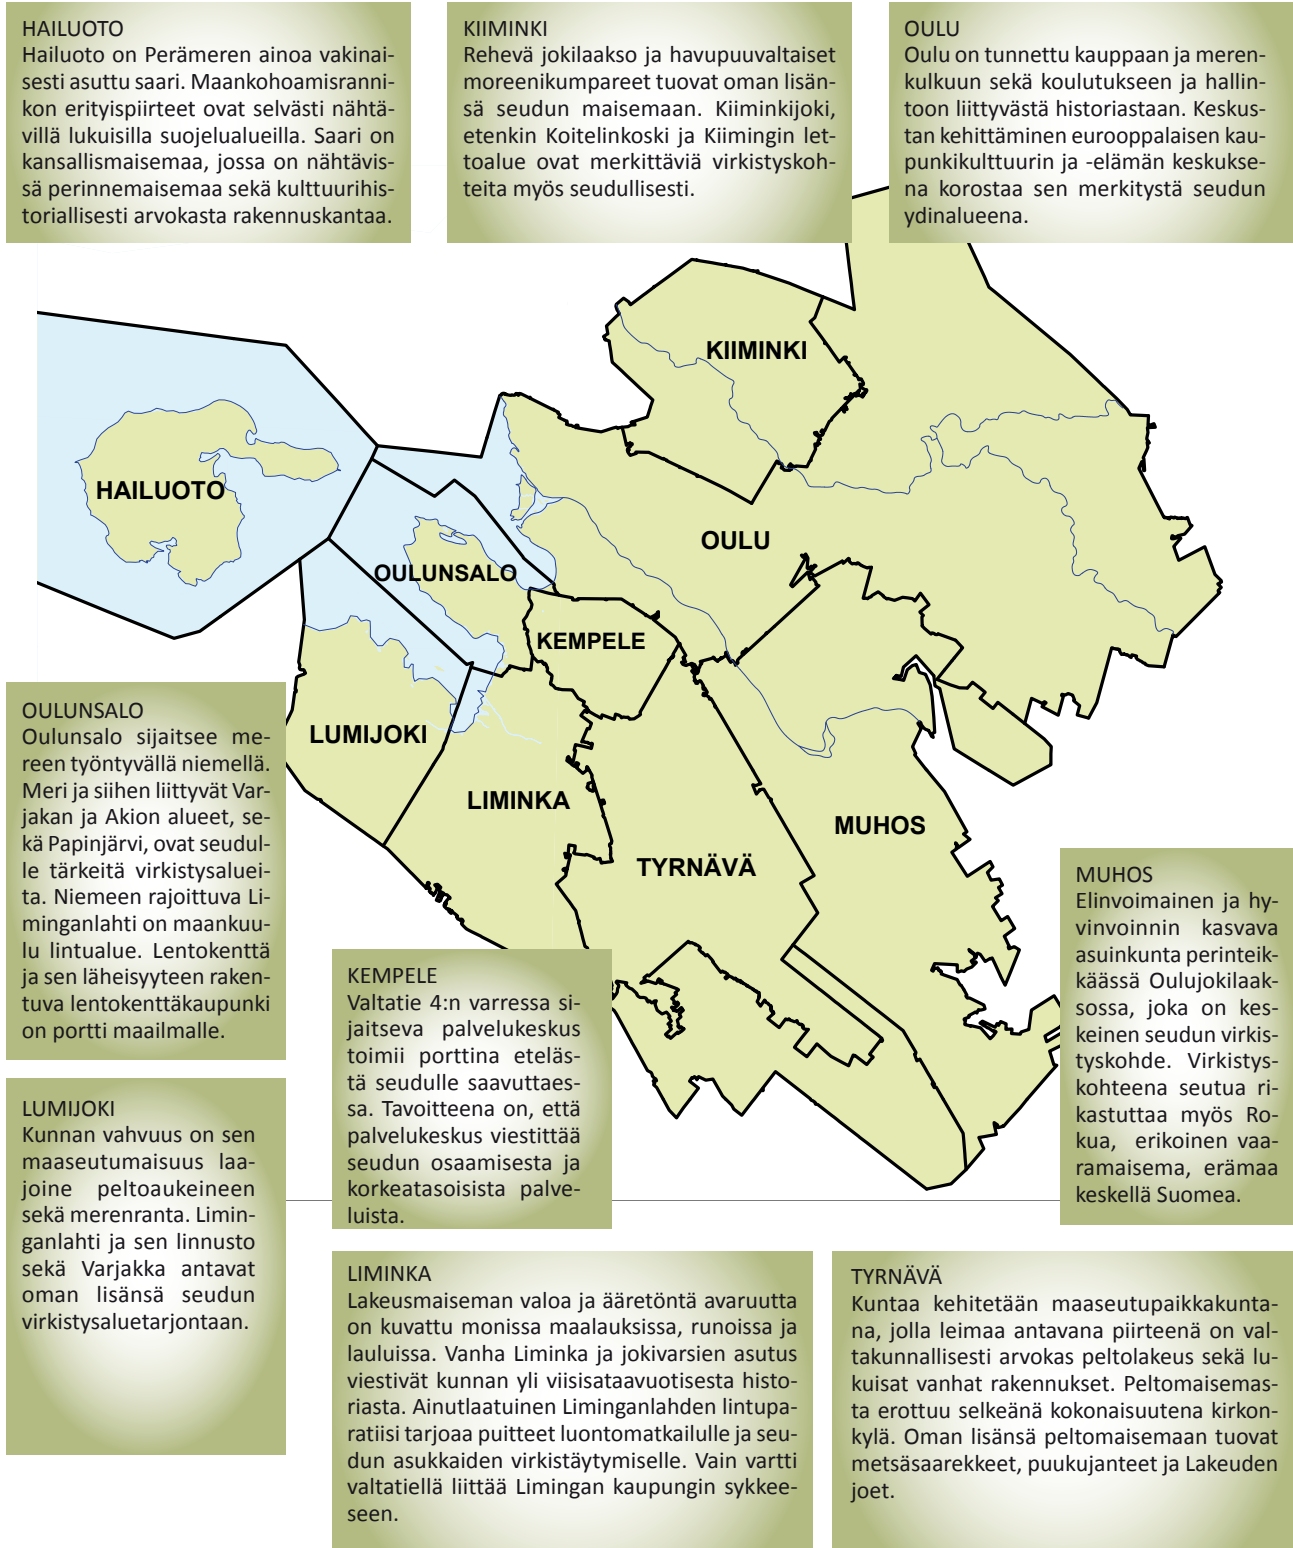 HAILUOTO
Hailuoto on Perämeren ainoa vakinai-
sesti asuttu saari. Maankohoamisranni-
kon erityispiirteet ovat selvästi nähtä-
villä lukuisilla suojelualueilla. Saari on
kansallismaisemaa, jossa on nähtävis-
sä perinnemaisemaa sekä kulttuurihis-
toriallisesti arvokasta rakennuskantaa.
KIIMINKI
Rehevä jokilaakso ja havupuuvaltaiset
moreenikumpareet tuovat oman lisän-
sä seudun maisemaan. Kiiminkijoki,
etenkin Koitelinkoski ja Kiimingin let-
toalue ovat merkittäviä virkistyskoh-
teita myös seudullisesti.
OULU
Oulu on tunnettu kauppaan ja meren-
kulkuun sekä koulutukseen ja hallin-
toon liittyvästä historiastaan. Keskus-
tan kehittäminen eurooppalaisen kau-
punkikulttuurin ja -elämän keskukse-
na korostaa sen merkitystä seudun
ydinalueena.
KIIMINKI
HAILUOTO
OULU
OULUNSALO
KEMPELE
LUMIJOKI
LIMINKA
MUHOS
TYRNÄVÄ
OULUNSALO
Oulunsalo sijaitsee me-
reen työntyvällä niemellä.
Meri ja siihen liittyvät Var-
jakan ja Akion alueet, se-
kä Papinjärvi, ovat seudul-
le tärkeitä virkistysaluei-
ta. Niemeen rajoittuva Li-
minganlahti on maankuu-
lu lintualue. Lentokenttä
ja sen läheisyyteen raken-
tuva lentokenttäkaupunki
on portti maailmalle.
MUHOS
Elinvoimainen ja hy-
vinvoinnin kasvava
asuinkunta perinteik-
käässä Oulujokilaak-
sossa, joka on kes-
keinen seudun virkis-
tyskohde. Virkistys-
kohteena seutua ri-
kastuttaa myös Ro-
kua, erikoinen vaa-
ramaisema, erämaa
keskellä Suomea.
KEMPELE
Valtatie 4:n varressa si-
jaitseva palvelukeskus
toimii porttina eteläs-
tä seudulle saavuttaes-
sa. Tavoitteena on, että
palvelukeskus viestittää
seudun osaamisesta ja
korkeatasoisista palve-
luista.
LUMIJOKI
Kunnan vahvuus on sen
maaseutumaisuus laa-
joine peltoaukeineen
sekä merenranta. Limin-
ganlahti ja sen linnusto
sekä Varjakka antavat
oman lisänsä seudun
virkistysaluetarjontaan.
LIMINKA
Lakeusmaiseman valoa ja ääretöntä avaruutta
on kuvattu monissa maalauksissa, runoissa ja
lauluissa. Vanha Liminka ja jokivarsien asutus
viestivät kunnan yli viisisataavuotisesta histo-
riasta. Ainutlaatuinen Liminganlahden lintupa-
ratiisi tarjoaa puitteet luontomatkailulle ja seu-
dun asukkaiden virkistäytymiselle. Vain vartti
valtatiellä liittää Limingan kaupungin sykkee-
seen.
TYRNÄVÄ
Kuntaa kehitetään maaseutupaikkakunta-
na, jolla leimaa antavana piirteenä on val-
takunnallisesti arvokas peltolakeus sekä lu-
kuisat vanhat rakennukset. Peltomaisemas-
ta erottuu selkeänä kokonaisuutena kirkon-
kylä. Oman lisänsä peltomaisemaan tuovat
metsäsaarekkeet, puukujanteet ja Lakeuden
joet.